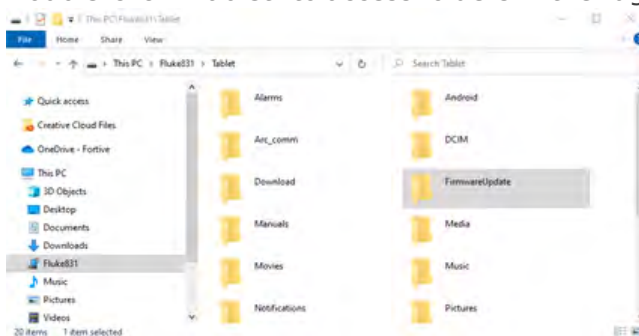 This PC\Fluke831\Tablet
File Home Share View
This PC > Fluke831 > Tablet
Search Tablet
Quick access
Creative Cloud Files
OneDrive - Fortive
This PC
3D Objects
Desktop
Documents
Downloads
Fluke831
Music
Pictures
Videos
Alarms
Android
Arc_comm
DCIM
Download
FirmwareUpdate
Manuals
Media
Movies
Music
Notifications
Pictures
20 items 1 item selected